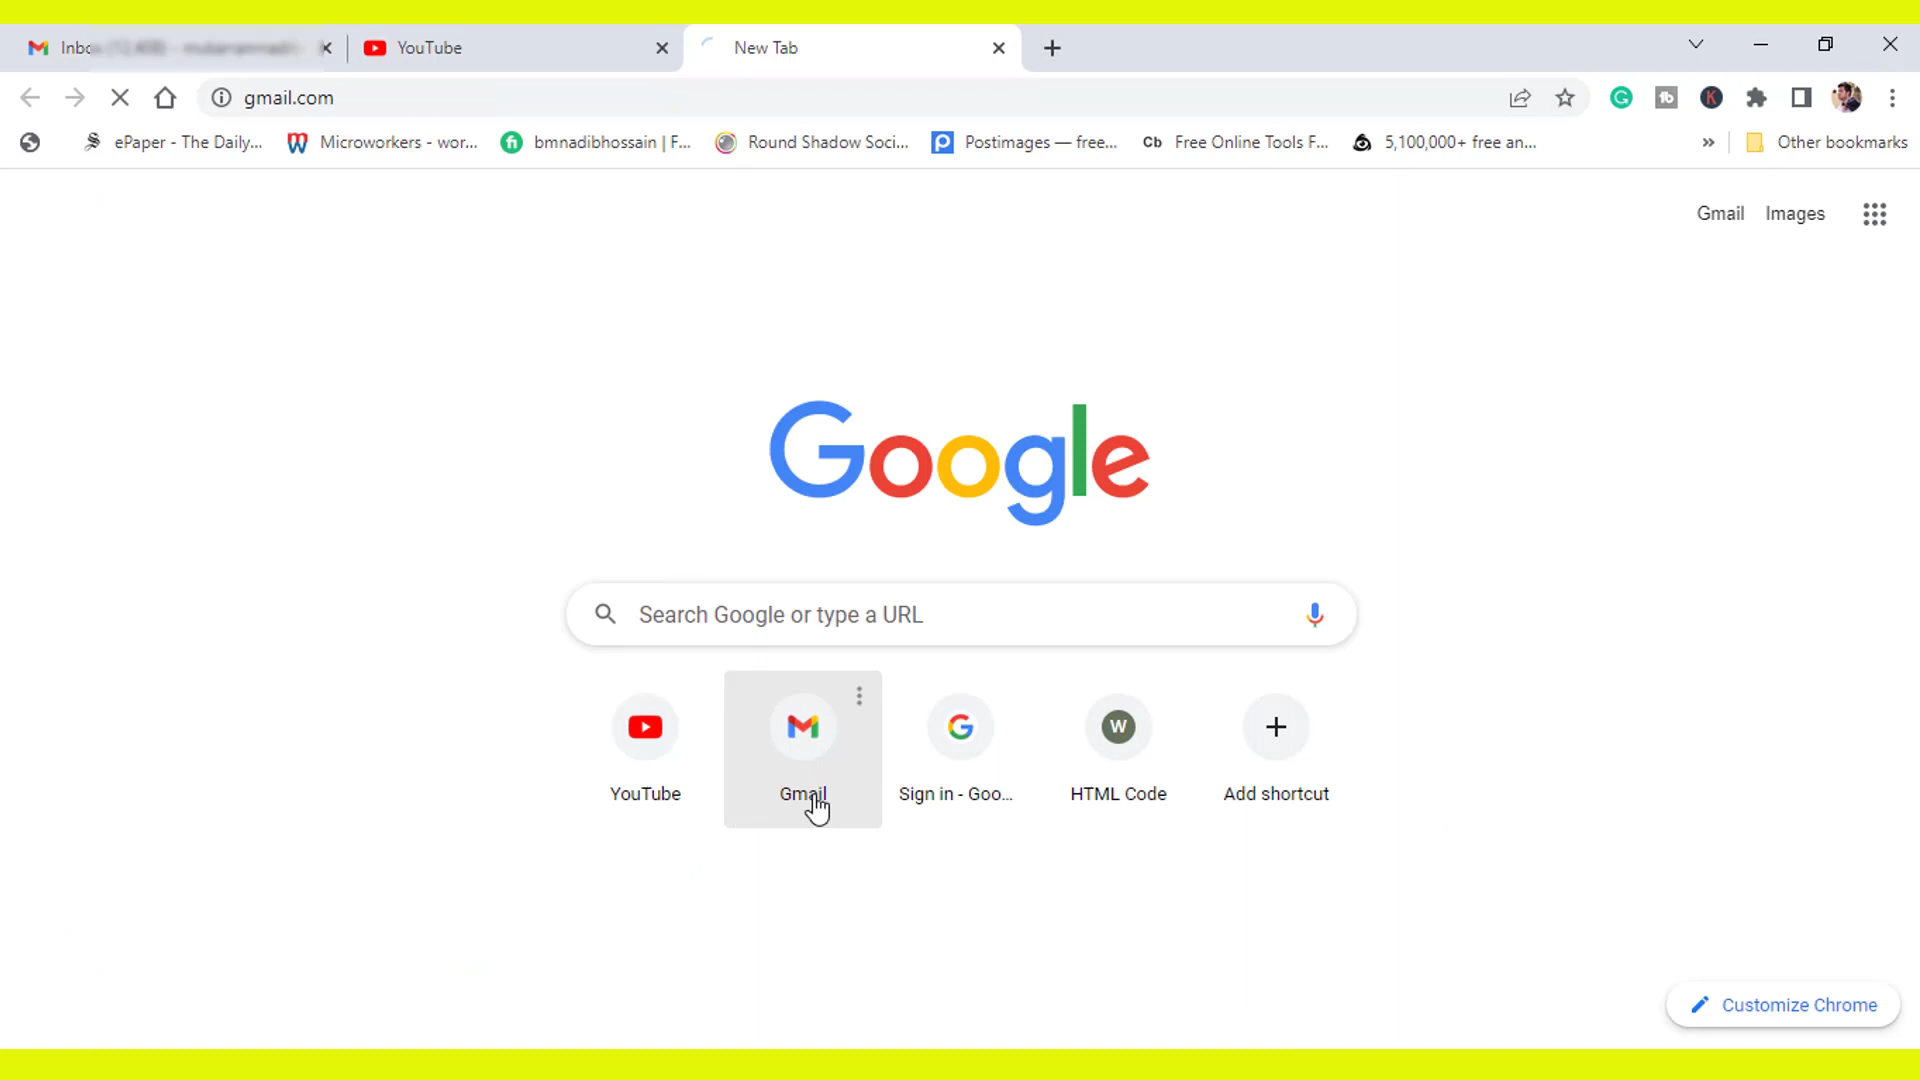 Inbo
YouTube
New Tab
gmail.com
ePaper - The Daily...
Microworkers - wor...
bmnadibhossain | F...
Round Shadow Soci...
Postimages — free...
Cb Free Online Tools F...
5,100,000+ free an...
Other bookmarks
Gmail
Images
Google
Search Google or type a URL
W
YouTube
Gmail
Sign in - Goo...
HTML Code
Add shortcut
Customize Chrome